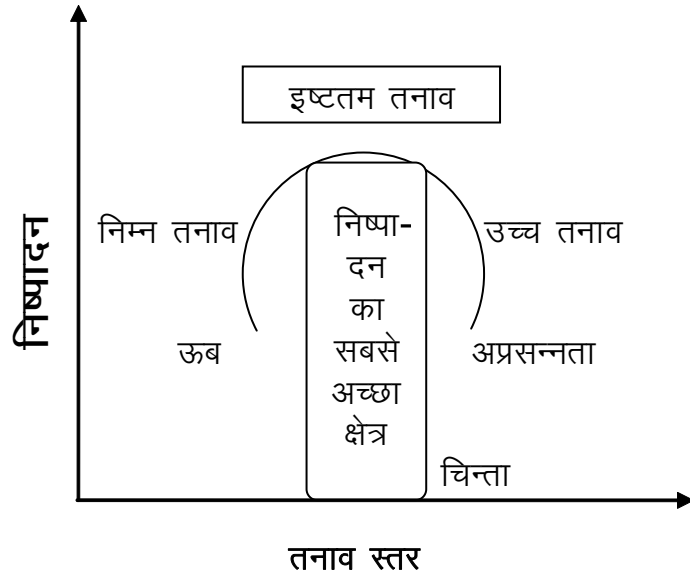 इष्टतम तनाव
निष्पादन
निम्न तनाव
निष्पा-
दन
का
सबसे
अच्छा
क्षेत्र
उच्च तनाव
ऊब
अप्रसन्नता
चिन्ता
तनाव स्तर